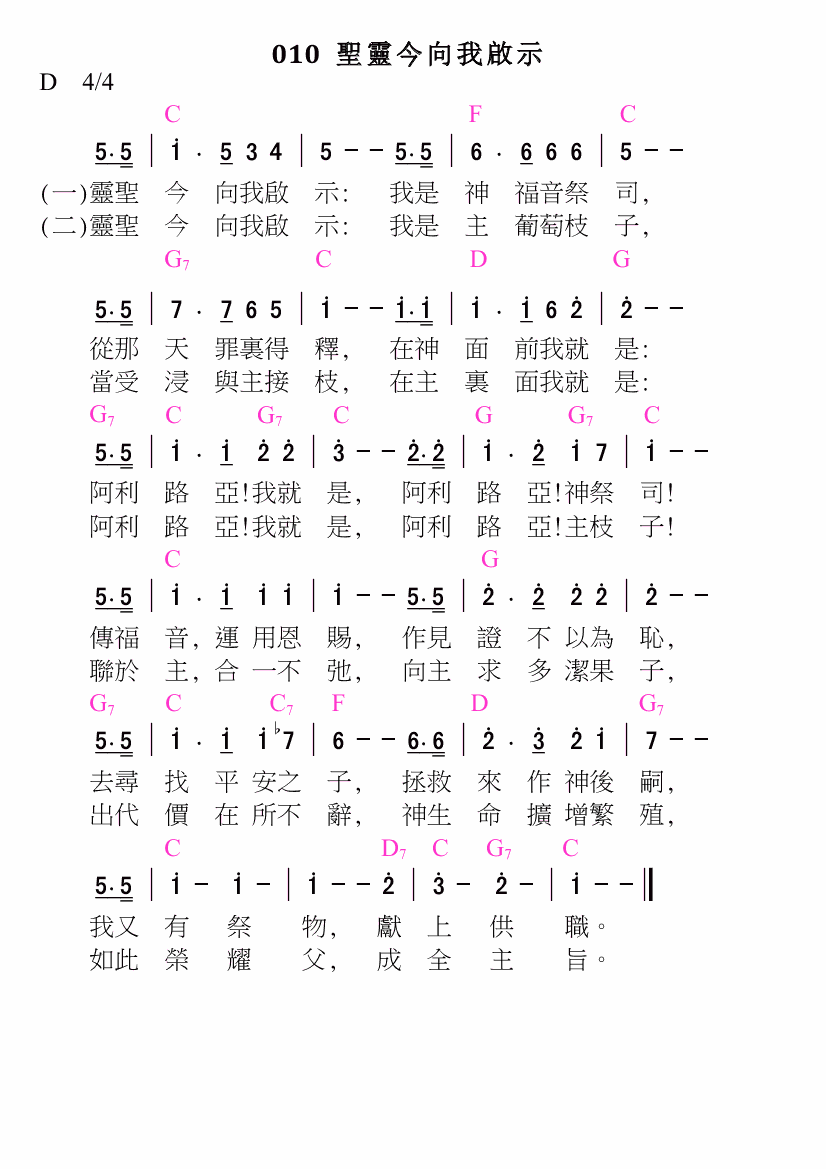 010 聖靈今向我啟示
D 4/4
C F C
5·5 | i · 5 3 4 | 5 - - 5·5 | 6 · 6 6 6 | 5 - -
(一)靈聖 今 向我啟 示: 我是 神 福音祭 司,
(二)靈聖 今 向我啟 示: 我是 主 葡萄枝 子,
G7 C D G
5·5 | 7 · 7 6 5 | i - - i·i | i · i 6 2̇ | 2̇ - -
從那 天 罪裏得 釋, 在神 面 前我就 是:
當受 浸 與主接 枝, 在主 裏 面我就 是:
G7 C G7 C G G7 C
5·5 | i · i 2̇ 2̇ | 3̇ - - 2̇·2̇ | i · 2̇ i 7 | i - -
阿利 路 亞!我就 是, 阿利 路 亞!神祭 司!
阿利 路 亞!我就 是, 阿利 路 亞!主枝 子!
C G
5·5 | i · i i i | i - - 5·5 | 2̇ · 2̇ 2̇ 2̇ | 2̇ - -
傳福 音, 運 用恩 賜, 作見 證 不 以為 恥,
聯於 主, 合 一不 弛, 向主 求 多 潔果 子,
G7 C C7 F D G7
5·5 | i · i i ♭7 | 6 - - 6·6 | 2̇ · 3̇ 2̇ i | 7 - -
去尋 找 平 安之 子, 拯救 來 作 神後 嗣,
出代 價 在 所不 辭, 神生 命 擴 增繁 殖,
C D7 C G7 C
5·5 | i - i - | i - - 2̇ | 3̇ - 2̇ - | i - - ‖
我又 有 祭 物, 獻 上 供 職。
如此 榮 耀 父, 成 全 主 旨。